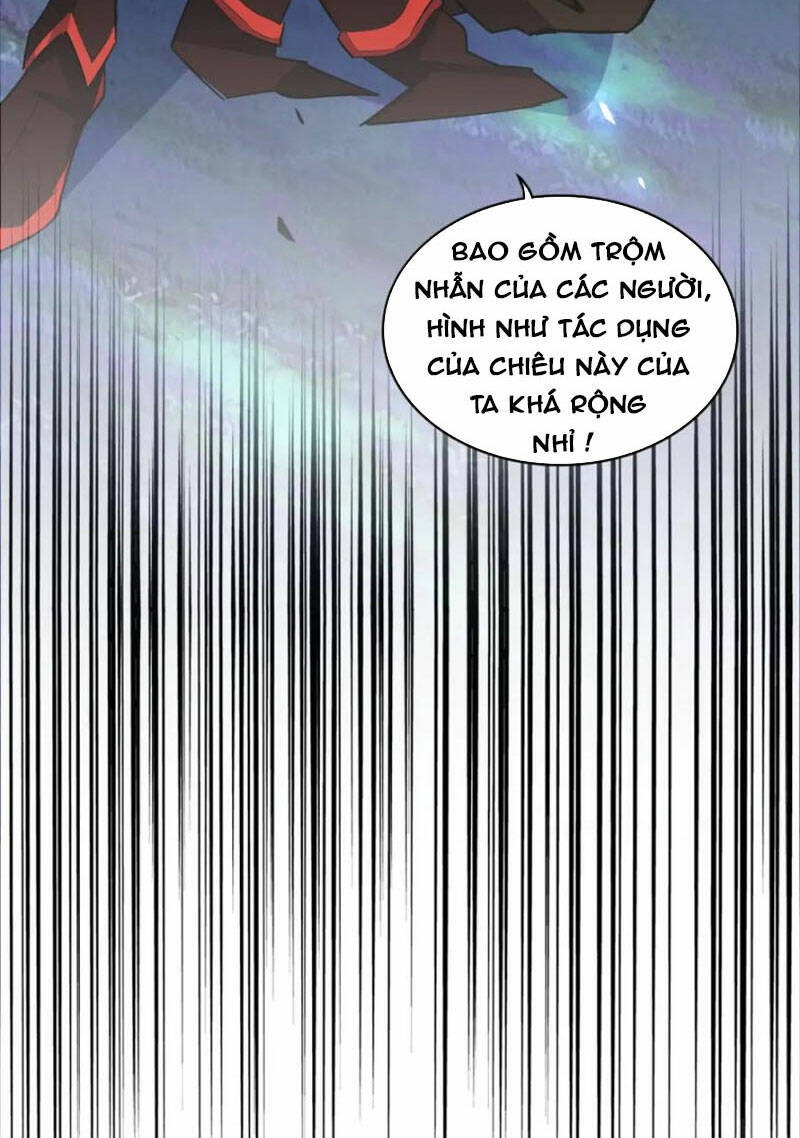 BAO GỒM TRỘM
NHẪN CỦA CÁC NGƯỜI,
HÌNH NHƯ TÁC DỤNG
CỦA CHIÊU NÀY CỦA
TA KHÁ RỘNG
NHỈ !